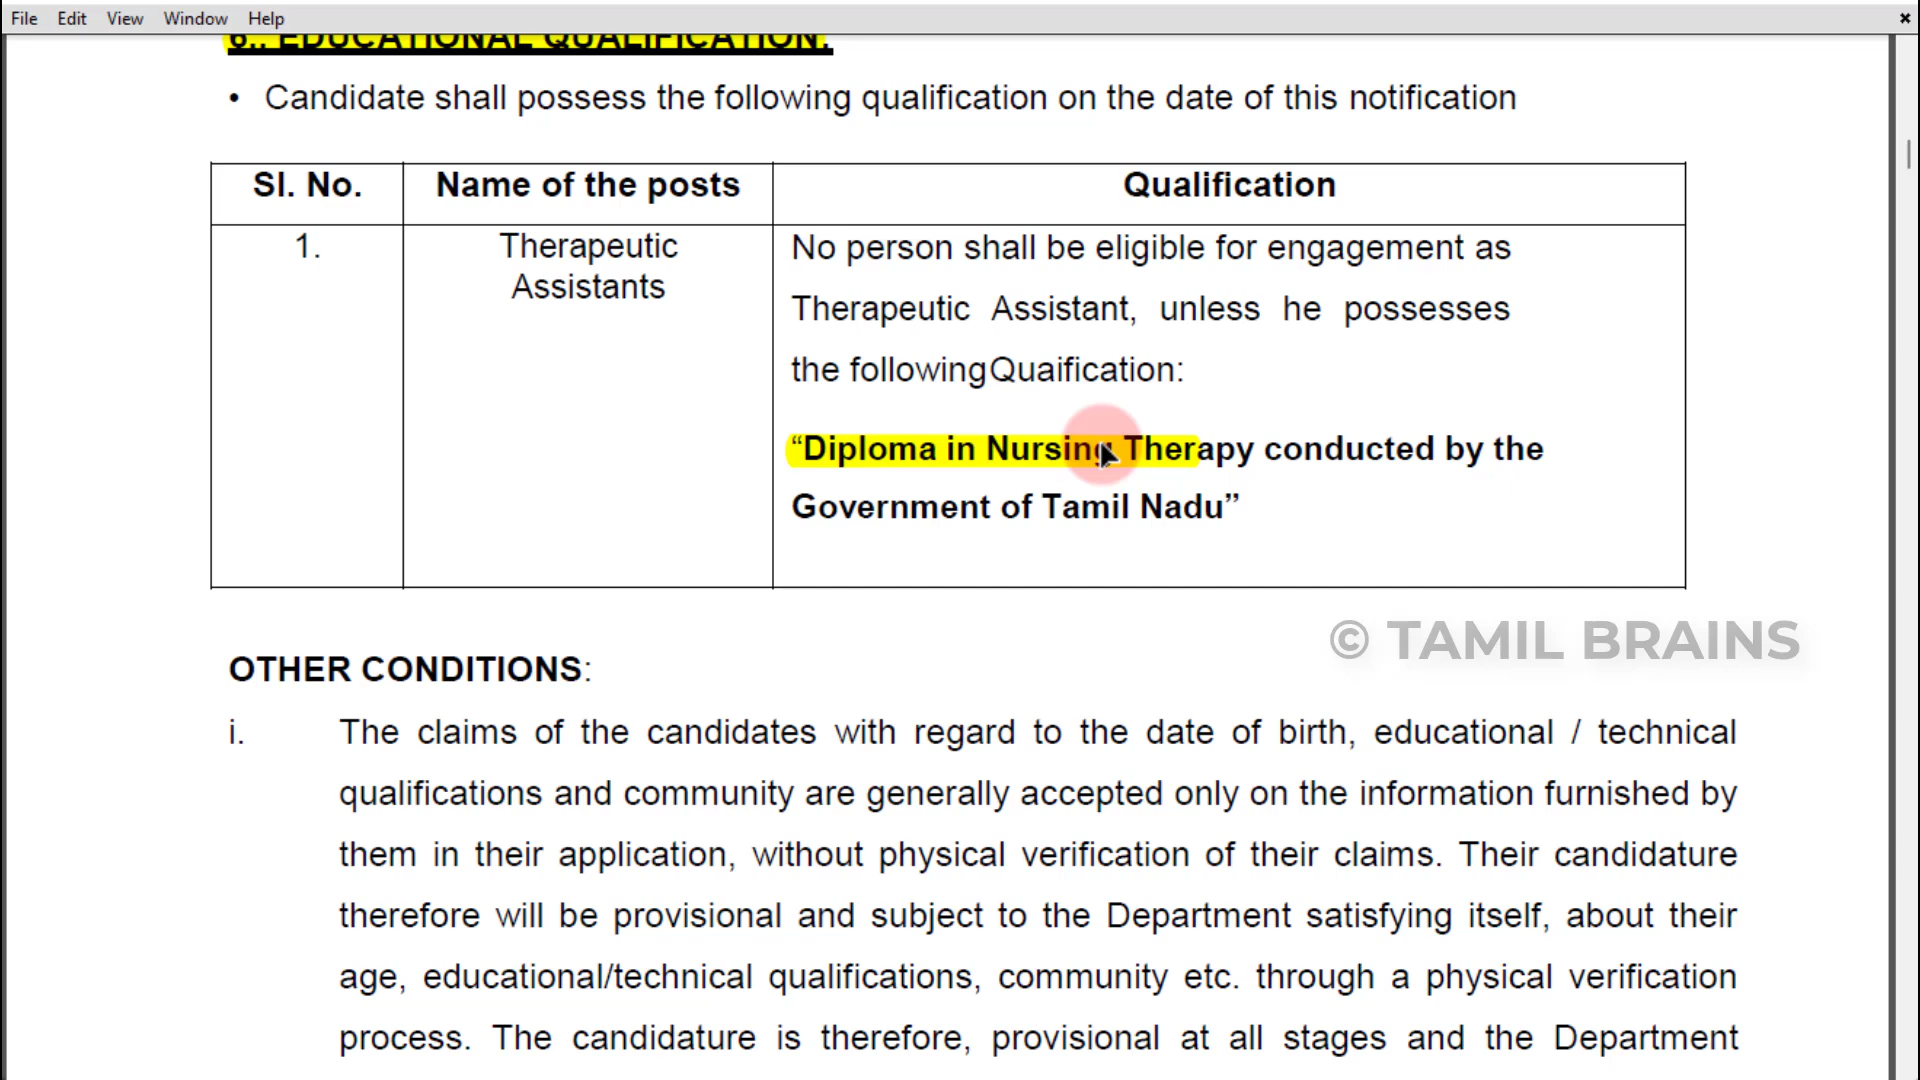 File Edit View Window Help
6.. EDUCATIONAL QUALIFICATION.
• Candidate shall possess the following qualification on the date of this notification
Sl. No. Name of the posts Qualification
1. Therapeutic Assistants
No person shall be eligible for engagement as
Therapeutic Assistant, unless he possesses
the followingQuaification:
“Diploma in Nursing Therapy conducted by the
Government of Tamil Nadu”
© TAMIL BRAINS
OTHER CONDITIONS:
i. The claims of the candidates with regard to the date of birth, educational / technical
qualifications and community are generally accepted only on the information furnished by
them in their application, without physical verification of their claims. Their candidature
therefore will be provisional and subject to the Department satisfying itself, about their
age, educational/technical qualifications, community etc. through a physical verification
process. The candidature is therefore, provisional at all stages and the Department